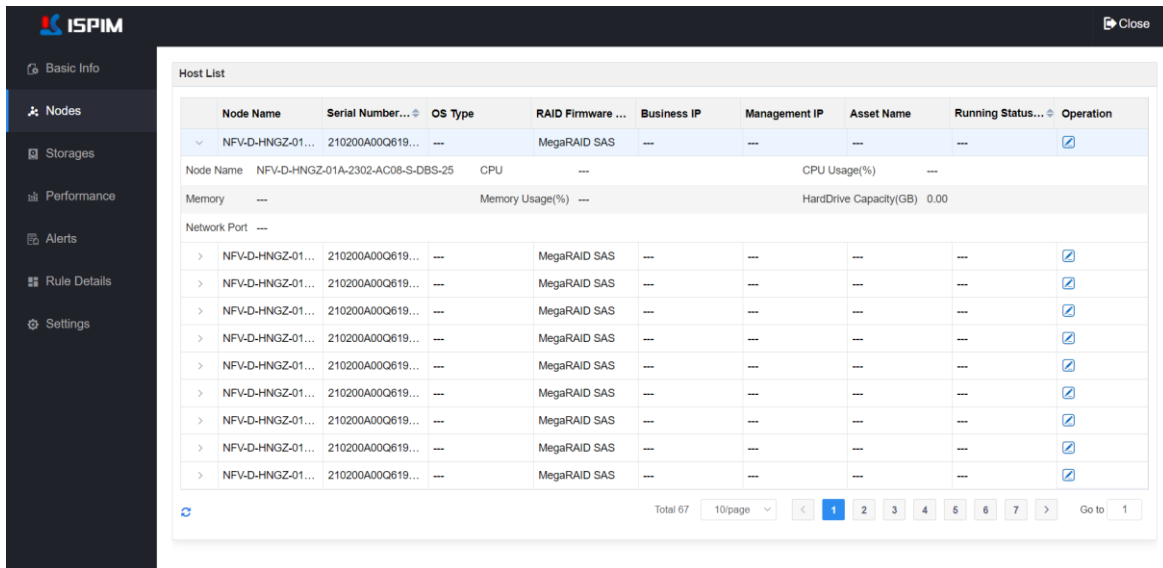 ISPIM
Close
Basic Info
Nodes
Storages
Performance
Alerts
Rule Details
Settings
Host List
Node Name Serial Number... OS Type RAID Firmware ... Business IP Management IP Asset Name Running Status... Operation
NFV-D-HNGZ-01... 210200A00Q619... --- MegaRAID SAS --- --- --- ---
Node Name NFV-D-HNGZ-01A-2302-AC08-S-DBS-25 CPU --- CPU Usage(%) ---
Memory --- Memory Usage(%) --- HardDrive Capacity(GB) 0.00
Network Port ---
NFV-D-HNGZ-01... 210200A00Q619... --- MegaRAID SAS --- --- --- ---
NFV-D-HNGZ-01... 210200A00Q619... --- MegaRAID SAS --- --- --- ---
NFV-D-HNGZ-01... 210200A00Q619... --- MegaRAID SAS --- --- --- ---
NFV-D-HNGZ-01... 210200A00Q619... --- MegaRAID SAS --- --- --- ---
NFV-D-HNGZ-01... 210200A00Q619... --- MegaRAID SAS --- --- --- ---
NFV-D-HNGZ-01... 210200A00Q619... --- MegaRAID SAS --- --- --- ---
NFV-D-HNGZ-01... 210200A00Q619... --- MegaRAID SAS --- --- --- ---
NFV-D-HNGZ-01... 210200A00Q619... --- MegaRAID SAS --- --- --- ---
NFV-D-HNGZ-01... 210200A00Q619... --- MegaRAID SAS --- --- --- ---
Total 67 10/page < 1 2 3 4 5 6 7 > Go to 1